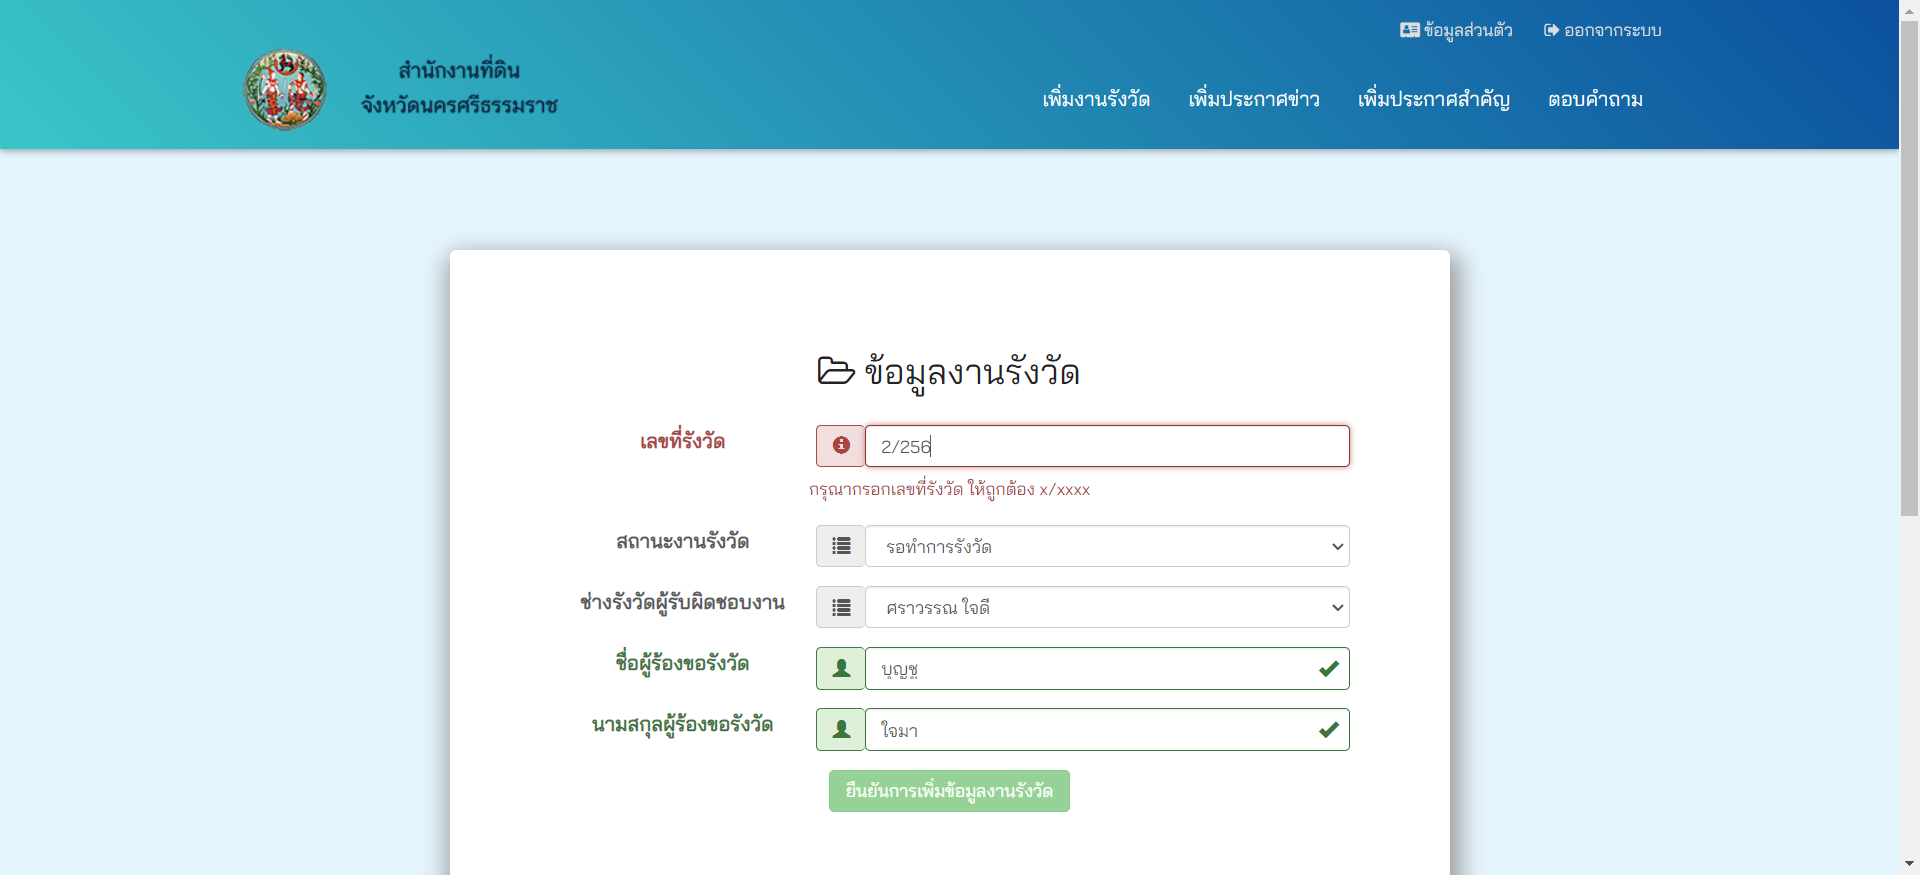 ข้อมูลส่วนตัว ออกจากระบบ
สำนักงานที่ดิน
จังหวัดนครศรีธรรมราช
เพิ่มงานรังวัด เพิ่มประกาศข่าว เพิ่มประกาศสำคัญ ตอบคำถาม
ข้อมูลงานรังวัด
เลขที่รังวัด 2/256
กรุณากรอกเลขที่รังวัด ให้ถูกต้อง x/xxxx
สถานะงานรังวัด รอทำการรังวัด
ช่างรังวัดผู้รับผิดชอบงาน ศราวรรณ ใจดี
ชื่อผู้ร้องขอรังวัด บุญชู
นามสกุลผู้ร้องขอรังวัด ใจมา
ยืนยันการเพิ่มข้อมูลงานรังวัด